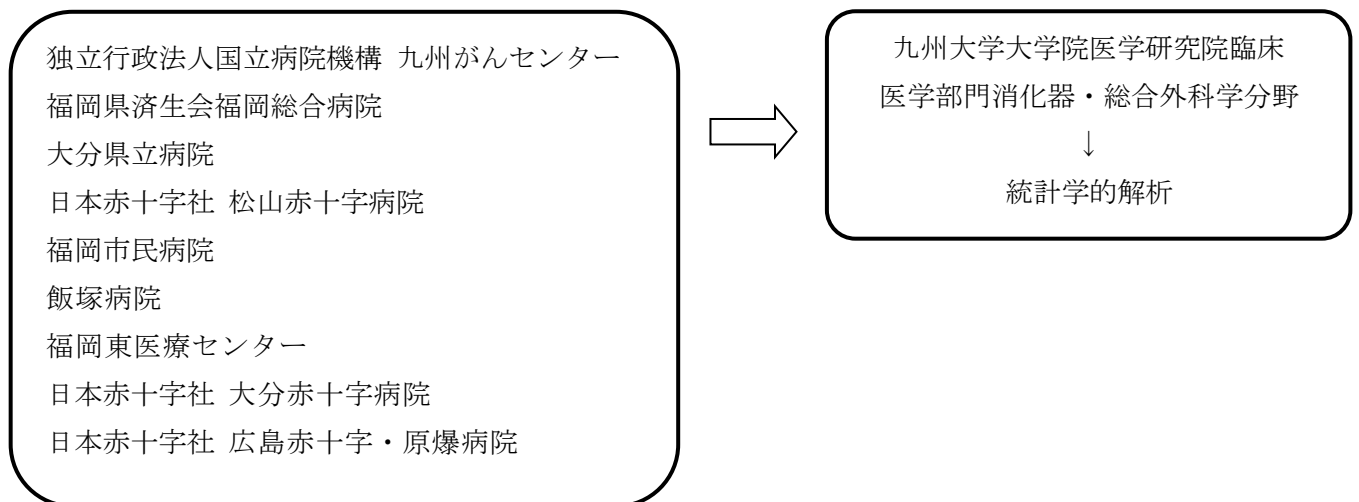 独立行政法人国立病院機構 九州がんセンター
福岡県済生会福岡総合病院
大分県立病院
日本赤十字社 松山赤十字病院
福岡市民病院
飯塚病院
福岡東医療センター
日本赤十字社 大分赤十字病院
日本赤十字社 広島赤十字・原爆病院
九州大学大学院医学研究院臨床
医学部門消化器・総合外科学分野
↓
統計学的解析